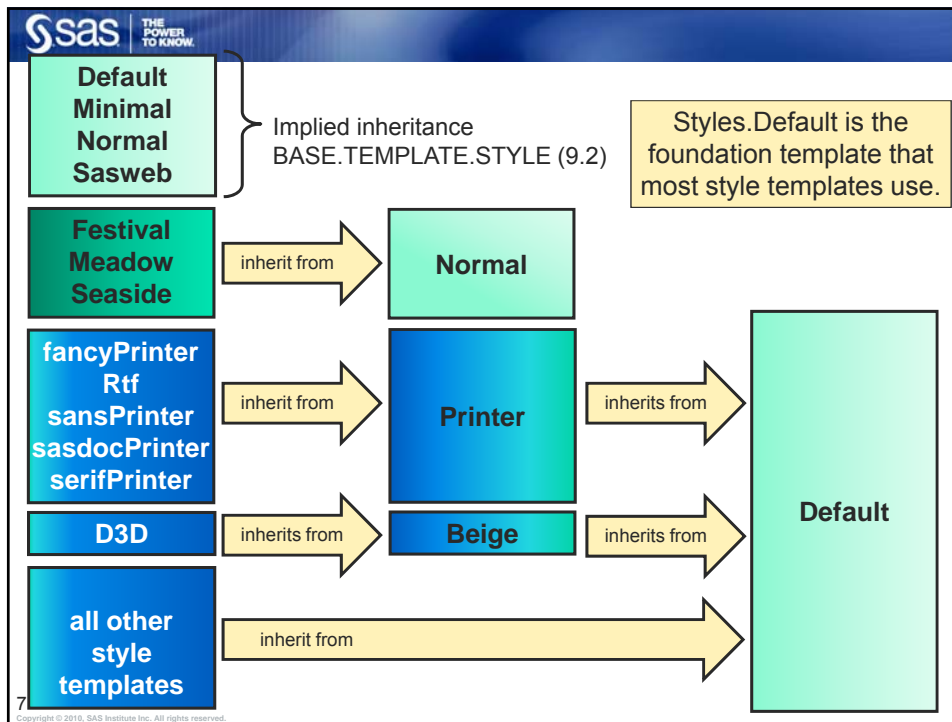 sas THE POWER TO KNOW.
Default
Minimal
Normal
Sasweb
Implied inheritance
BASE.TEMPLATE.STYLE (9.2)
Styles.Default is the
foundation template that
most style templates use.
Festival
Meadow
Seaside
inherit from
Normal
fancyPrinter
Rtf
sansPrinter
sasdocPrinter
serifPrinter
inherit from
Printer
inherits from
Default
D3D
inherits from
Beige
inherits from
all other
style
templates
inherit from
7
Copyright © 2010, SAS Institute Inc. All rights reserved.